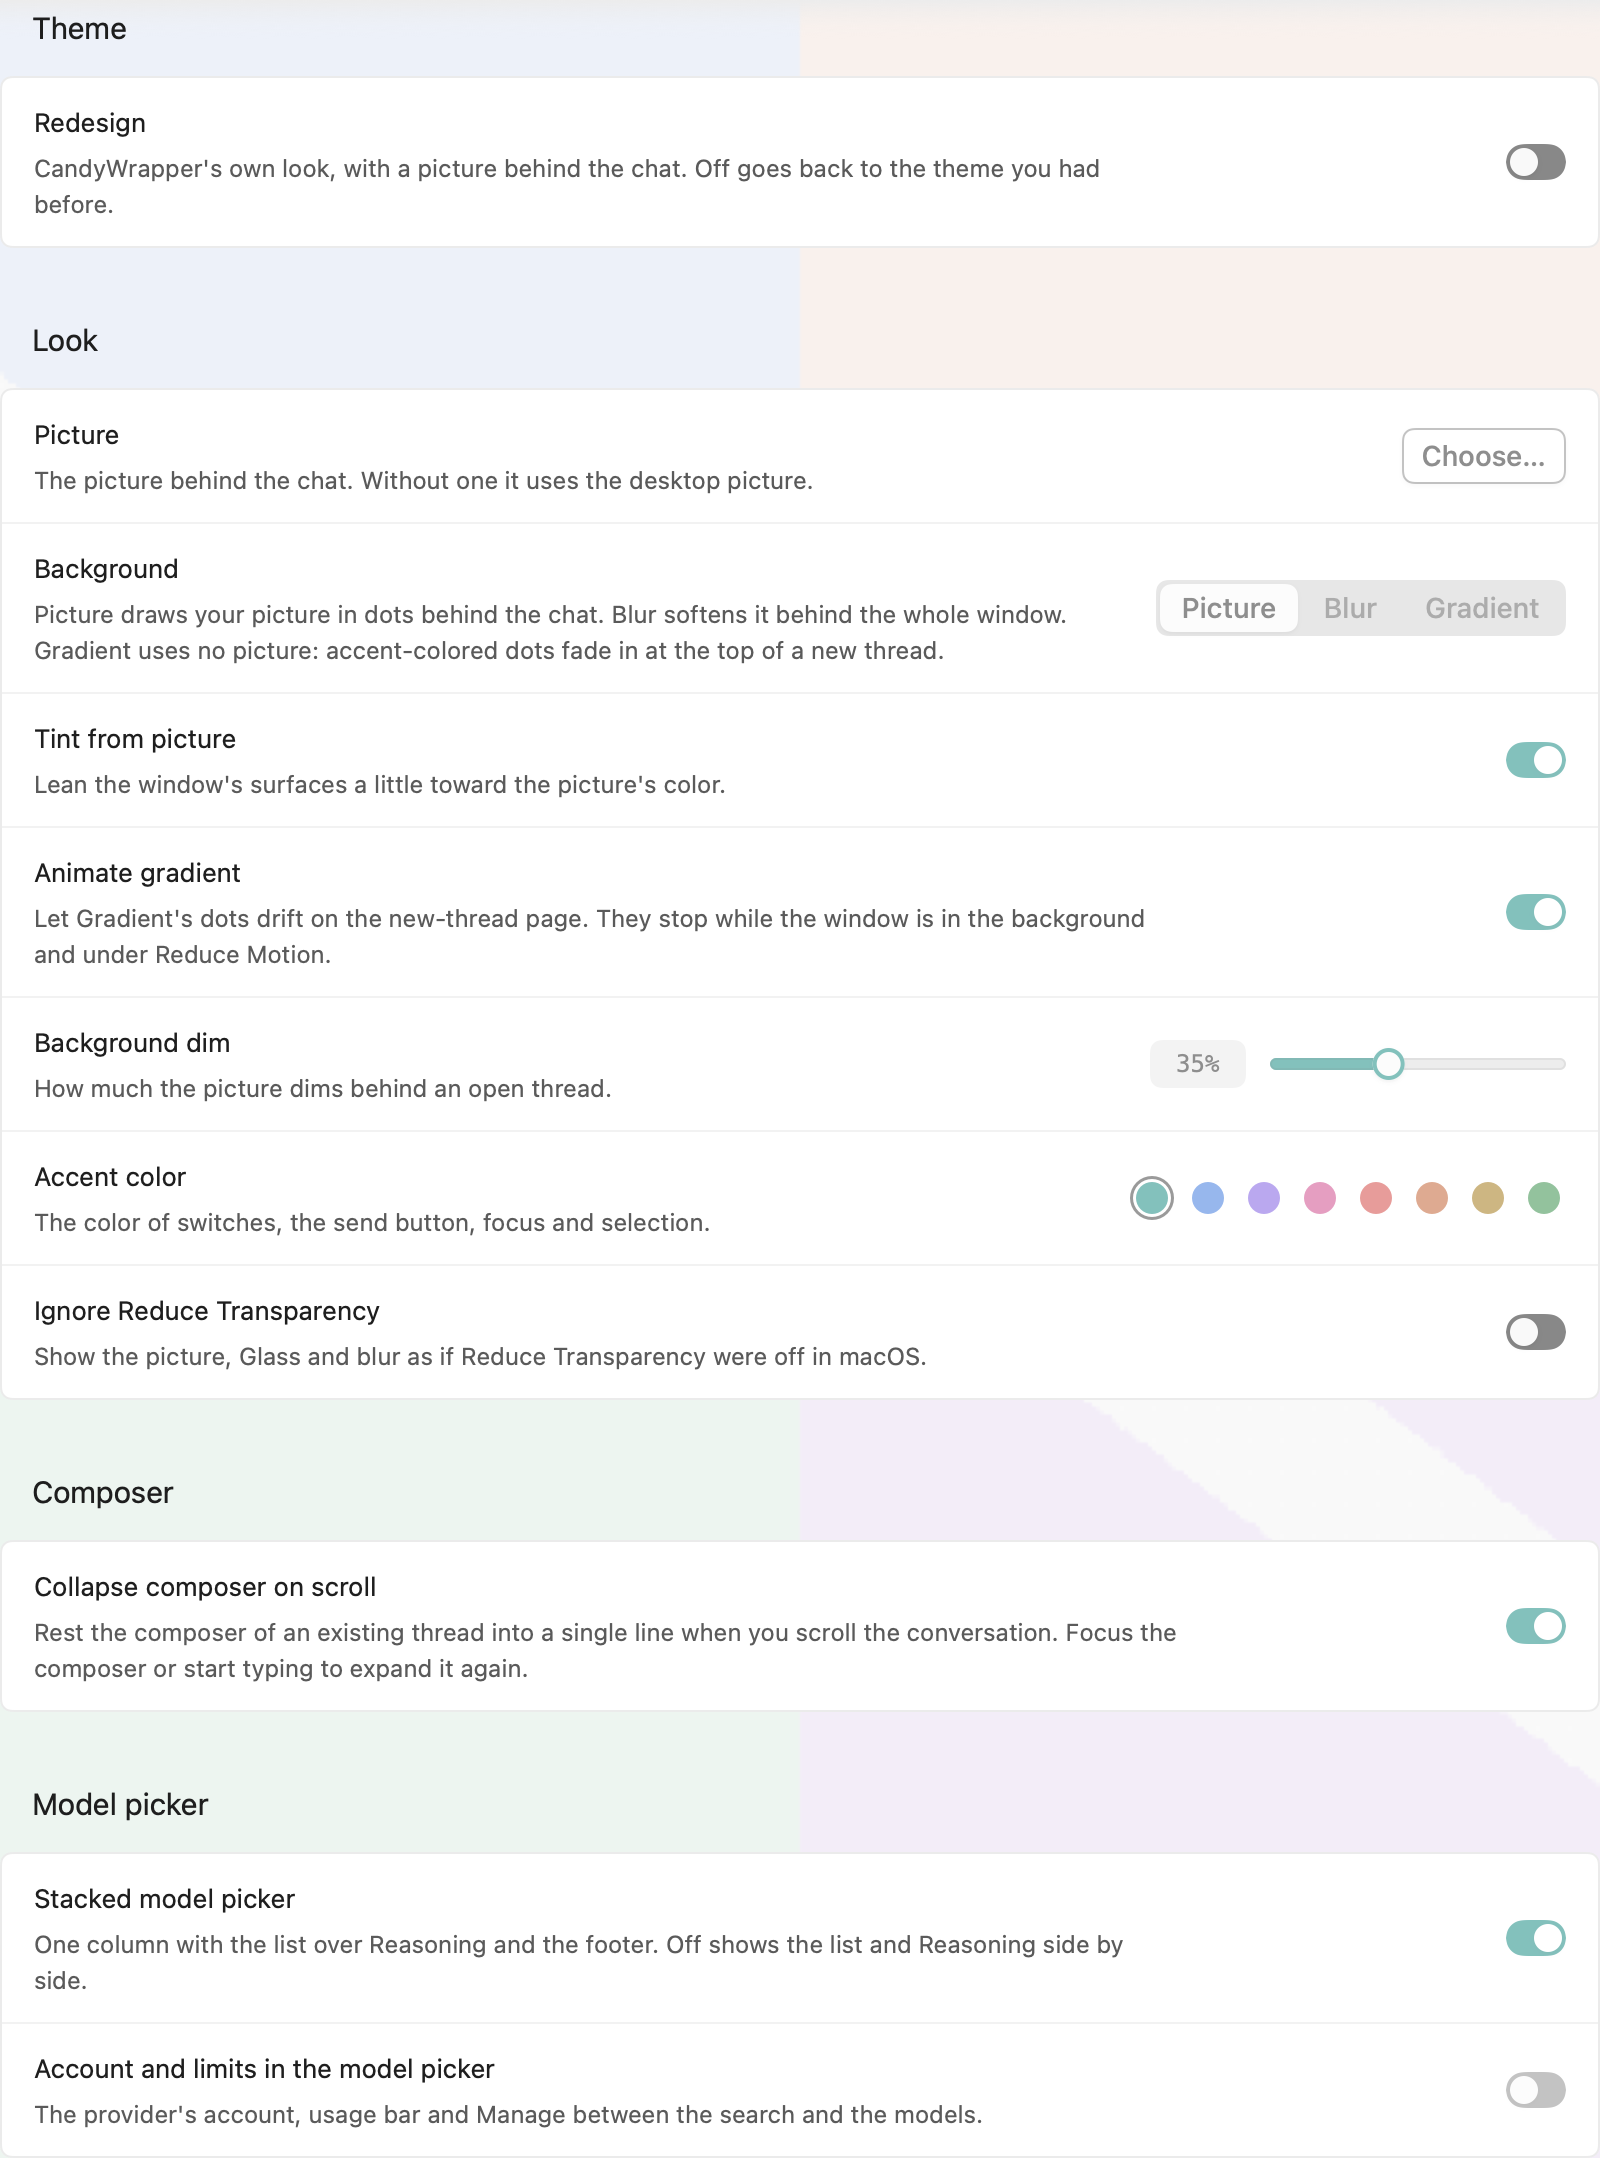 Theme
Redesign
CandyWrapper's own look, with a picture behind the chat. Off goes back to the theme you had
before.
Look
Picture
The picture behind the chat. Without one it uses the desktop picture.
Choose...
Background
Picture draws your picture in dots behind the chat. Blur softens it behind the whole window.
Gradient uses no picture: accent-colored dots fade in at the top of a new thread.
Picture Blur Gradient
Tint from picture
Lean the window's surfaces a little toward the picture's color.
Animate gradient
Let Gradient's dots drift on the new-thread page. They stop while the window is in the background
and under Reduce Motion.
Background dim
How much the picture dims behind an open thread.
35%
Accent color
The color of switches, the send button, focus and selection.
Ignore Reduce Transparency
Show the picture, Glass and blur as if Reduce Transparency were off in macOS.
Composer
Collapse composer on scroll
Rest the composer of an existing thread into a single line when you scroll the conversation. Focus the
composer or start typing to expand it again.
Model picker
Stacked model picker
One column with the list over Reasoning and the footer. Off shows the list and Reasoning side by
side.
Account and limits in the model picker
The provider's account, usage bar and Manage between the search and the models.